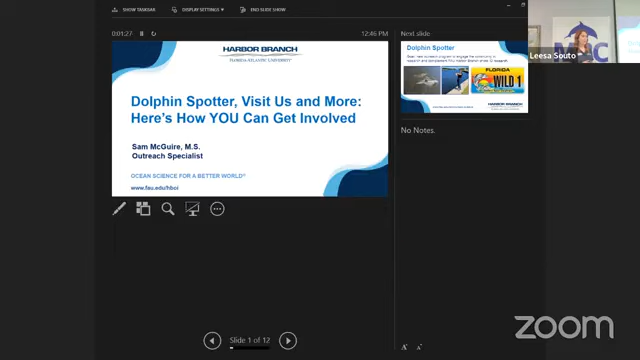 SHOW TASKBAR
DISPLAY SETTINGS ▼
END SLIDE SHOW
0:01:27
12:46 PM
HARBOR BRANCH
FLORIDA ATLANTIC UNIVERSITY
Dolphin Spotter, Visit Us and More:
Here's How YOU Can Get Involved
Sam McGuire, M.S.
Outreach Specialist
OCEAN SCIENCE FOR A BETTER WORLD®
www.fau.edu/hboi
Slide 1 of 12
Next slide
Dolphin Spotter
FLORIDA
WILD 1
HARBOR BRANCH
No Notes.
Leesa Souto
zoom